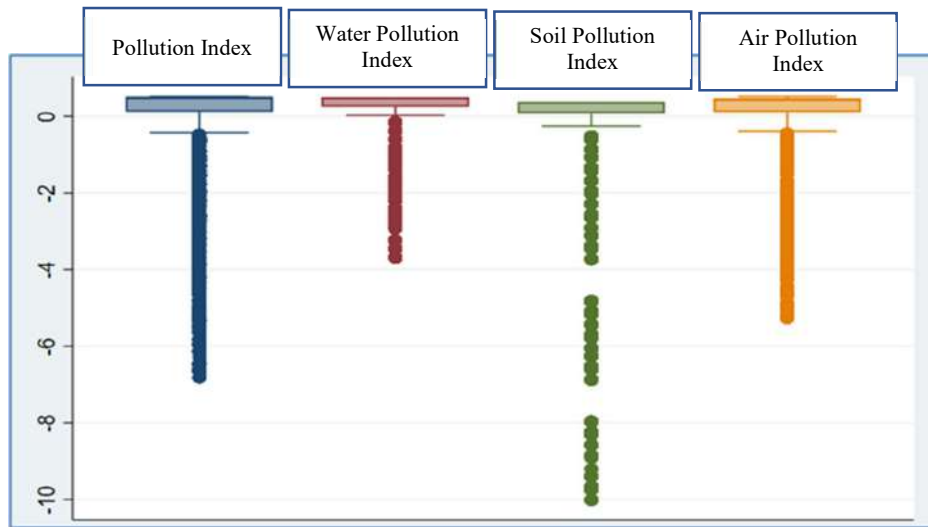 Pollution Index
Water Pollution
Index
Soil Pollution
Index
Air Pollution
Index
0
-2
-4
-6
-8
-10